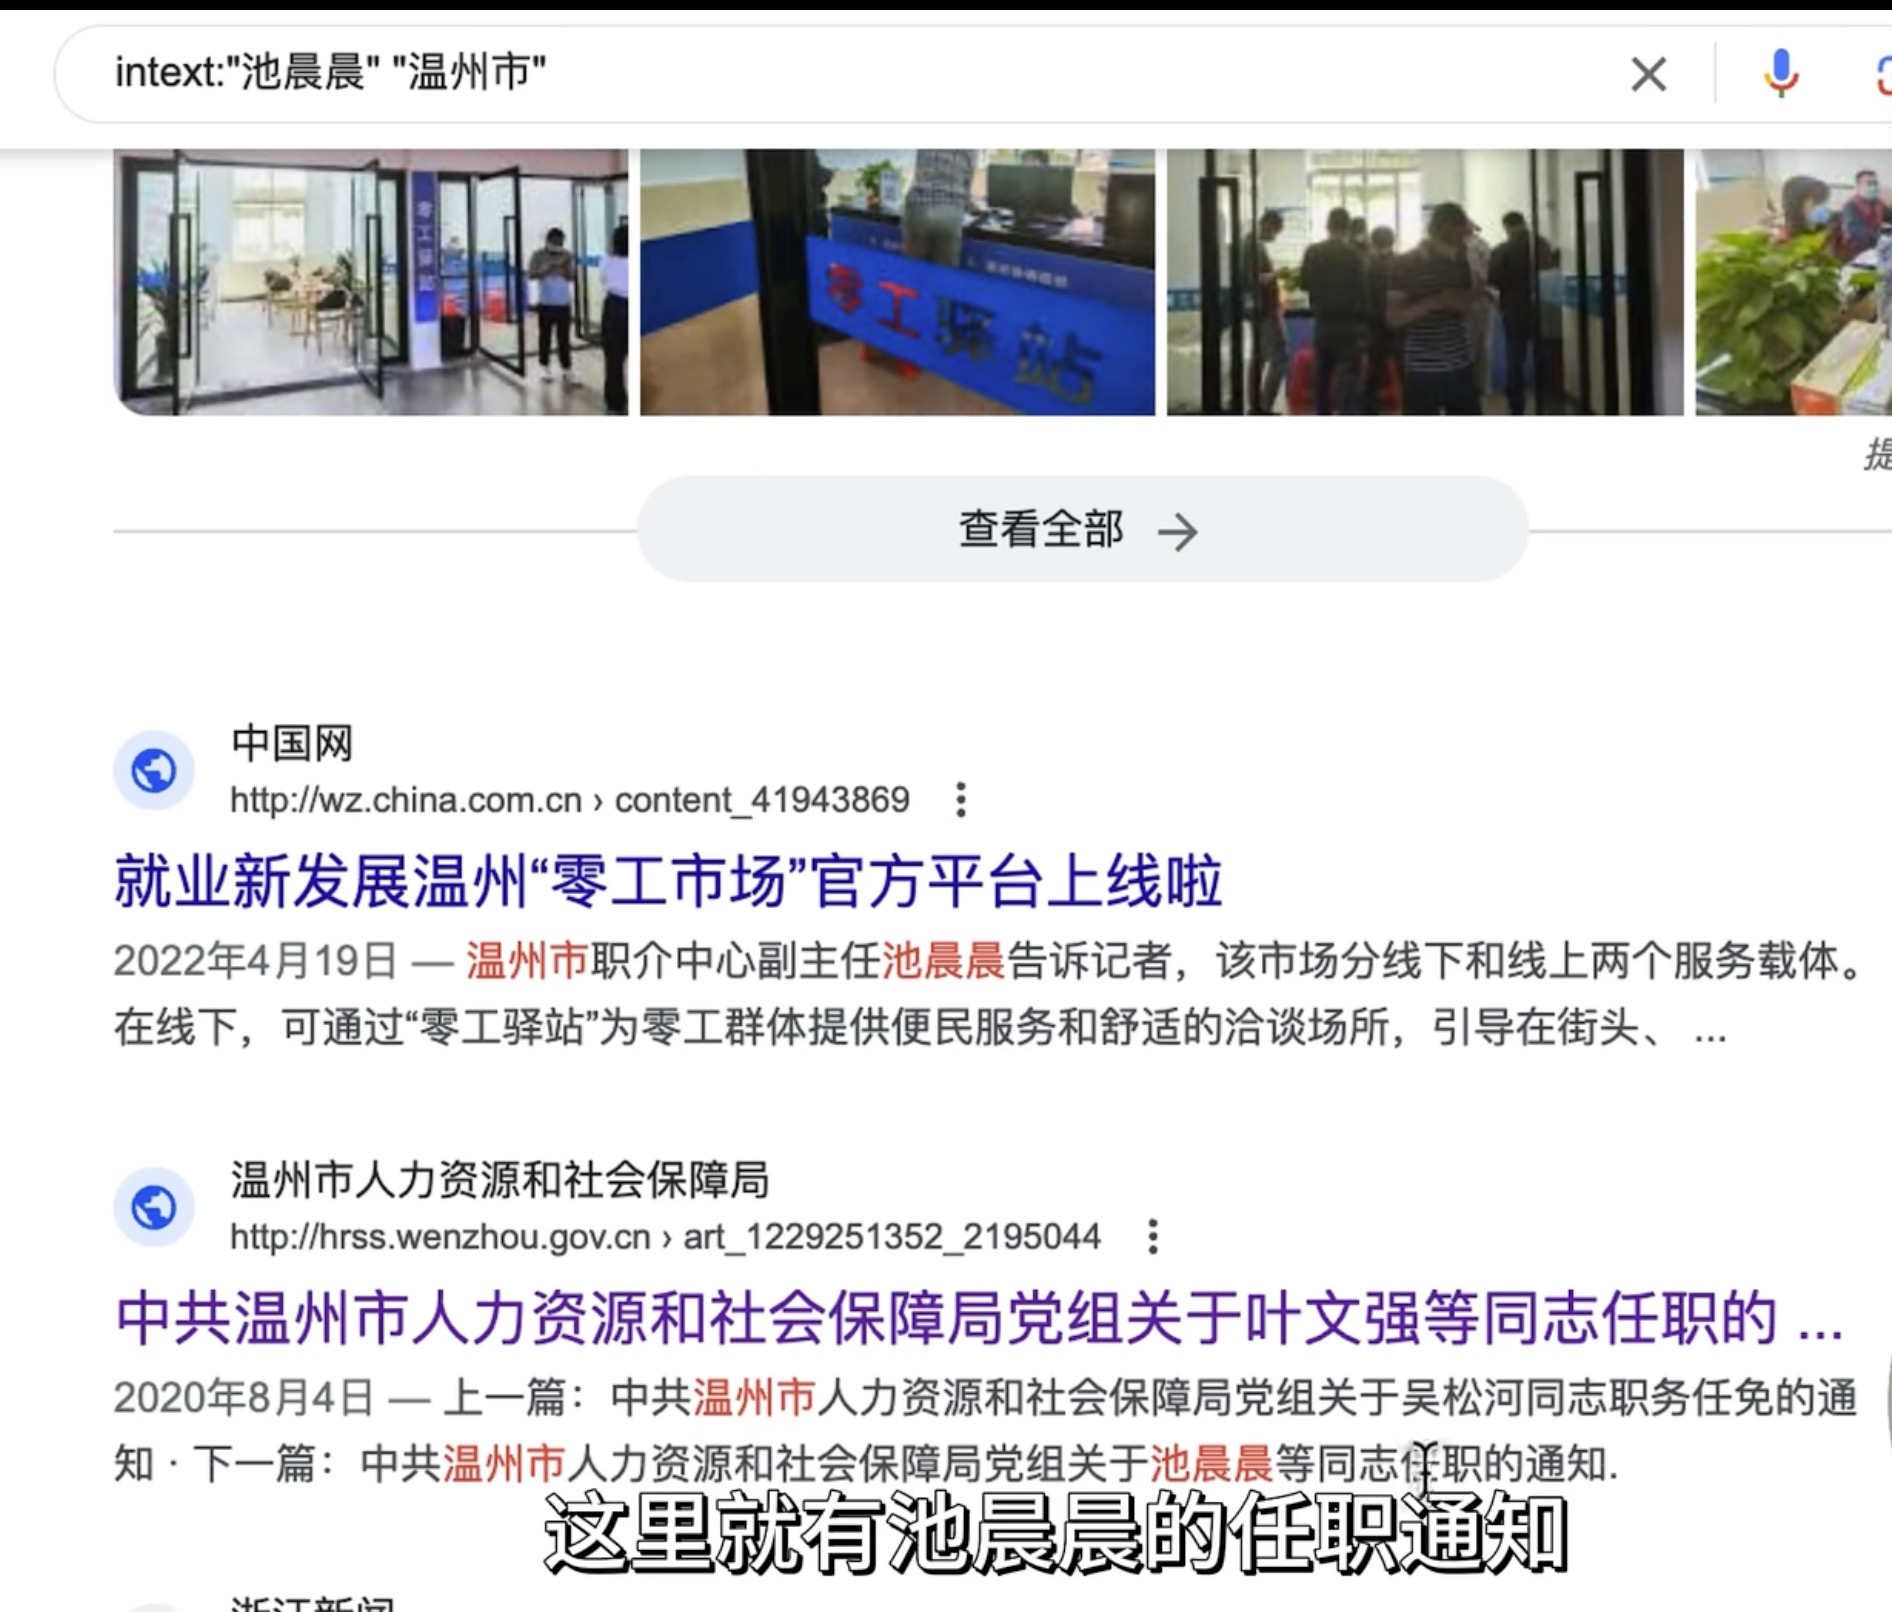 intext:"池晨晨" "温州市"
零工驿站
零工驿站
提
查看全部 →
中国网
http://wz.china.com.cn › content_41943869
就业新发展温州“零工市场”官方平台上线啦
2022年4月19日 — 温州市职介中心副主任池晨晨告诉记者，该市场分线下和线上两个服务载体。
在线下，可通过“零工驿站”为零工群体提供便民服务和舒适的洽谈场所，引导在街头、 ...
温州市人力资源和社会保障局
http://hrss.wenzhou.gov.cn › art_1229251352_2195044
中共温州市人力资源和社会保障局党组关于叶文强等同志任职的 ...
2020年8月4日 — 上一篇：中共温州市人力资源和社会保障局党组关于吴松河同志职务任免的通
知 · 下一篇：中共温州市人力资源和社会保障局党组关于池晨晨等同志任职的通知.
这里就有池晨晨的任职通知
浙江新闻